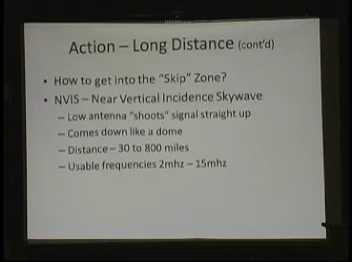 Action – Long Distance (cont'd)
• How to get into the "Skip" Zone?
• NVIS – Near Vertical Incidence Skywave
– Low antenna "shoots" signal straight up
– Comes down like a dome
– Distance – 30 to 800 miles
– Usable frequencies 2mhz – 15mhz